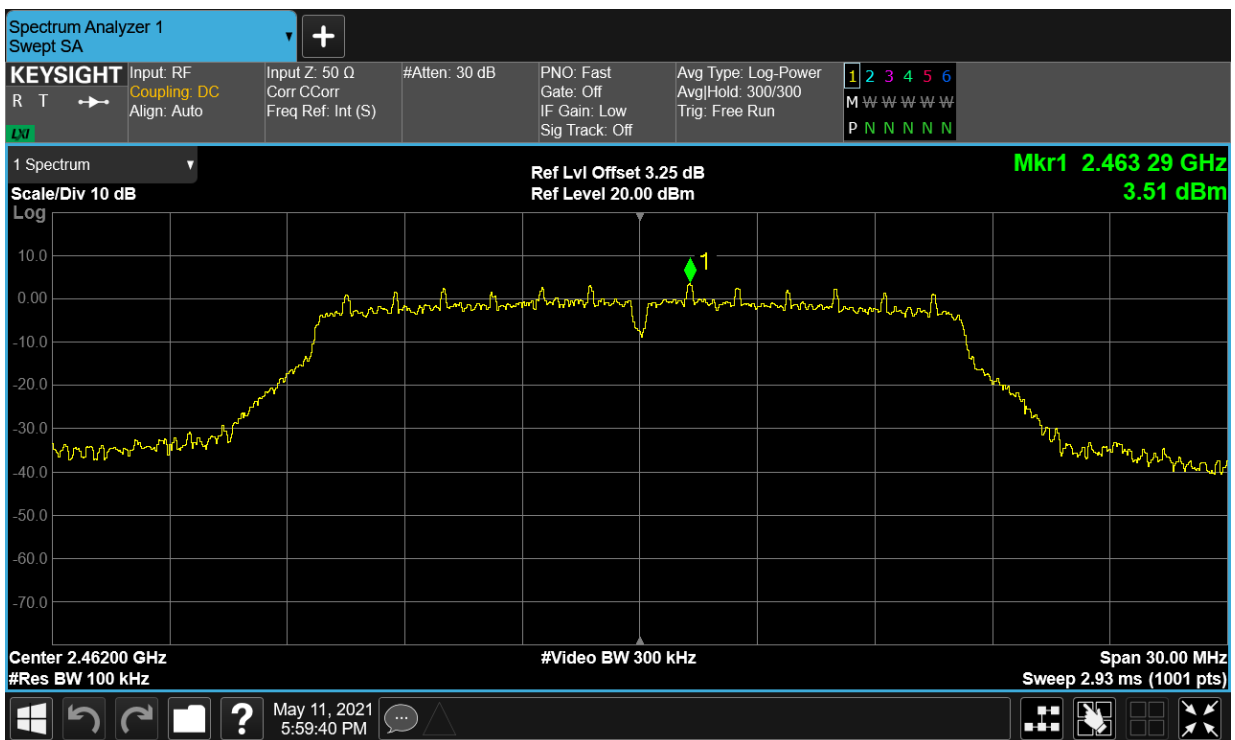 Spectrum Analyzer 1
Swept SA
KEYSIGHT
R T
LXI
Input: RF
Coupling: DC
Align: Auto
Input Z: 50 Ω
Corr CCorr
Freq Ref: Int (S)
#Atten: 30 dB
PNO: Fast
Gate: Off
IF Gain: Low
Sig Track: Off
Avg Type: Log-Power
Avg|Hold: 300/300
Trig: Free Run
1 2 3 4 5 6
M W W W W W
P N N N N N
1 Spectrum
Scale/Div 10 dB
Ref Lvl Offset 3.25 dB
Ref Level 20.00 dBm
Mkr1 2.463 29 GHz
3.51 dBm
Log
10.0
0.00
-10.0
-20.0
-30.0
-40.0
-50.0
-60.0
-70.0
1
Center 2.46200 GHz
#Res BW 100 kHz
#Video BW 300 kHz
Span 30.00 MHz
Sweep 2.93 ms (1001 pts)
?
May 11, 2021
5:59:40 PM